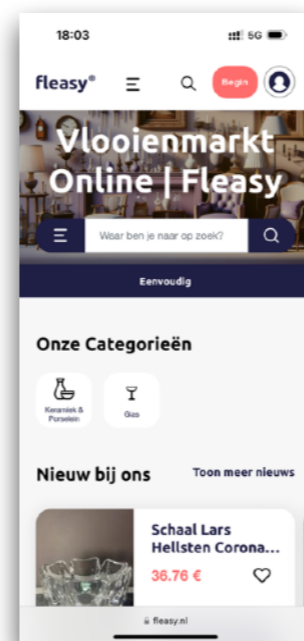 18:03
5G
fleasy®
Begin
Vlooienmarkt
Online | Fleasy
Waar ben je naar op zoek?
Eenvoudig
Onze Categorieën
Keramiek &
Porselein
Glas
Nieuw bij ons
Toon meer nieuws
Schaal Lars
Hellsten Corona...
36.76 €
fleasy.nl